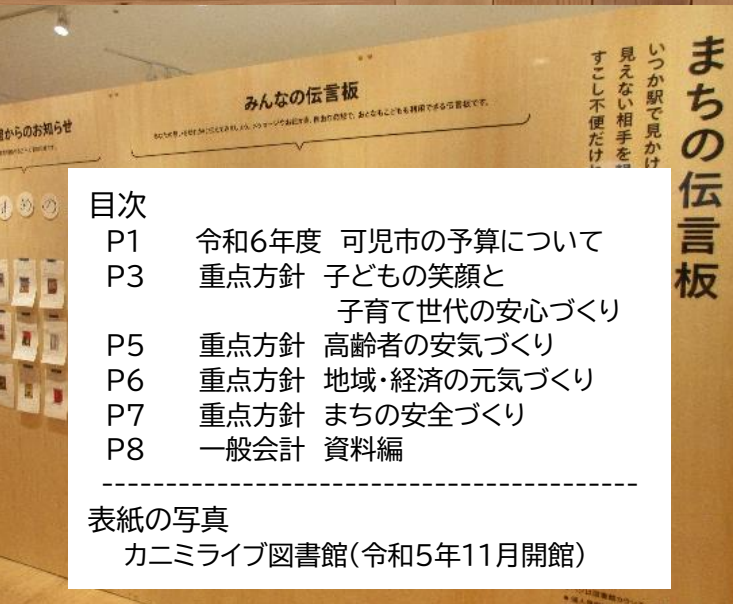 まちの伝言板
いつか駅で見かけ
見えない相手を
すこし不便だけ
みんなの伝言板
からのお知らせ
目次
P1 令和6年度 可児市の予算について
P3 重点方針 子どもの笑顔と
子育て世代の安心づくり
P5 重点方針 高齢者の安気づくり
P6 重点方針 地域・経済の元気づくり
P7 重点方針 まちの安全づくり
P8 一般会計 資料編
表紙の写真
カニミライブ図書館(令和5年11月開館)